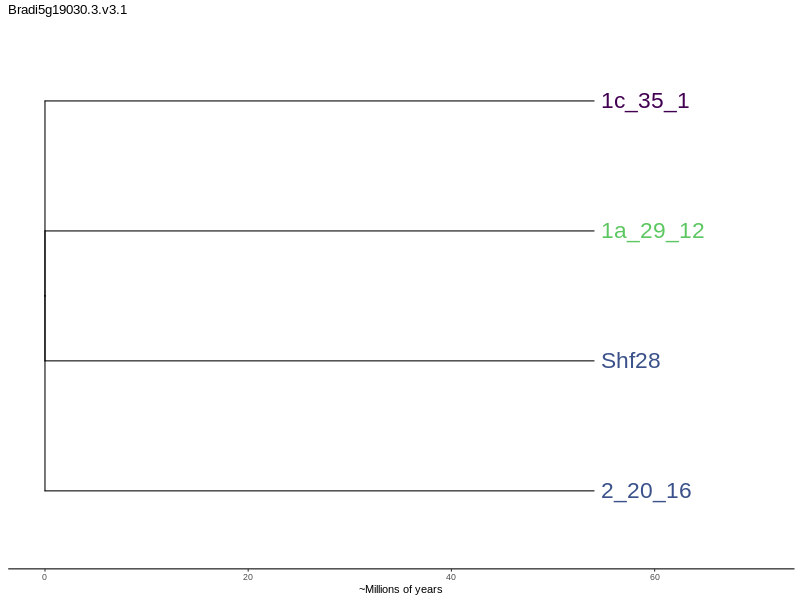 Bradi5g19030.3.v3.1
1c_35_1
1a_29_12
Shf28
2_20_16
0 20 40 60
~Millions of years